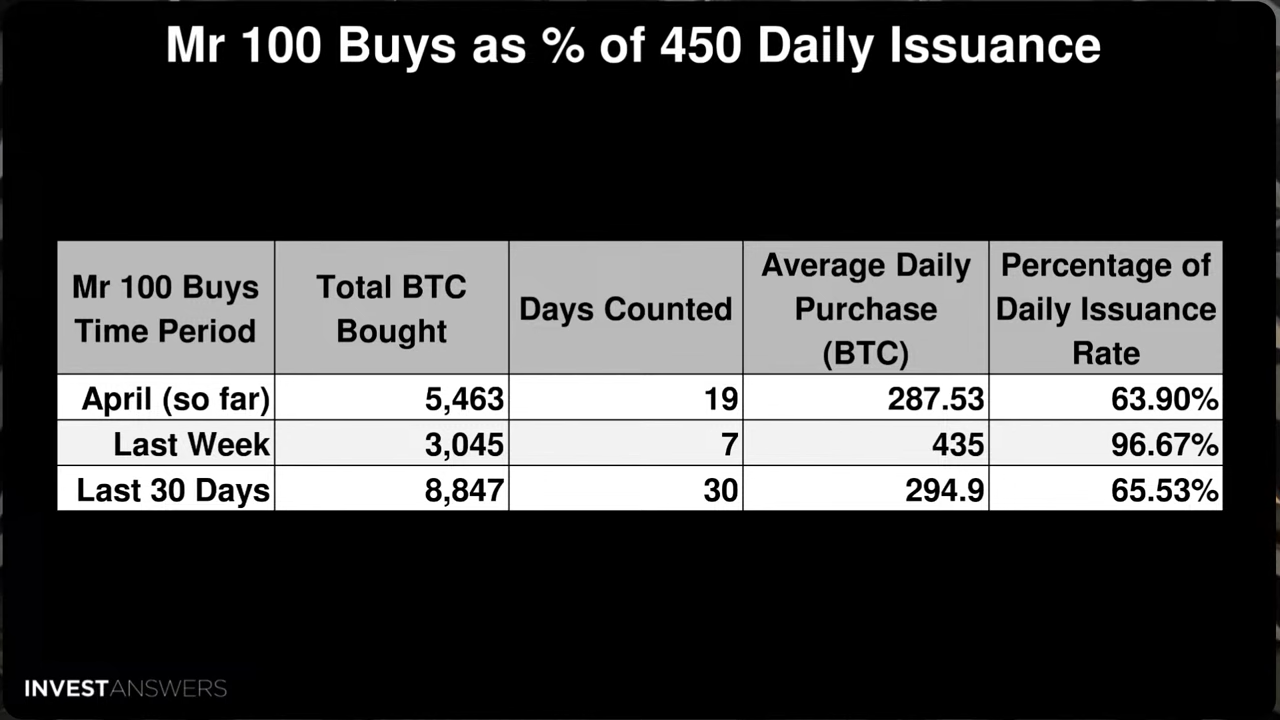 Mr 100 Buys as % of 450 Daily Issuance
Mr 100 Buys Time Period | Total BTC Bought | Days Counted | Average Daily Purchase (BTC) | Percentage of Daily Issuance Rate
April (so far) | 5,463 | 19 | 287.53 | 63.90%
Last Week | 3,045 | 7 | 435 | 96.67%
Last 30 Days | 8,847 | 30 | 294.9 | 65.53%
INVESTANSWERS